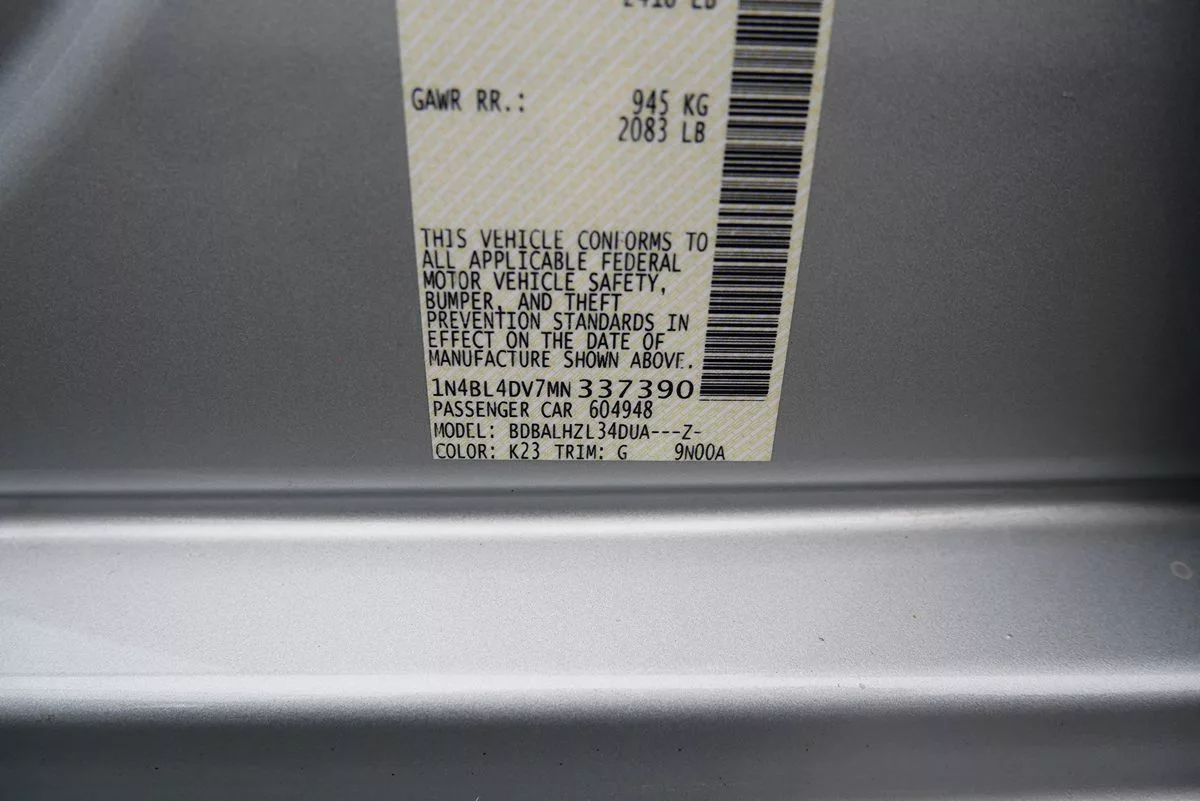 2410 LB
GAWR RR.: 945 KG
2083 LB
THIS VEHICLE CONFORMS TO
ALL APPLICABLE FEDERAL
MOTOR VEHICLE SAFETY,
BUMPER, AND THEFT
PREVENTION STANDARDS IN
EFFECT ON THE DATE OF
MANUFACTURE SHOWN ABOVE.
1N4BL4DV7MN337390
PASSENGER CAR 604948
MODEL: BDBALHZL34DUA---Z-
COLOR: K23 TRIM: G 9N00A